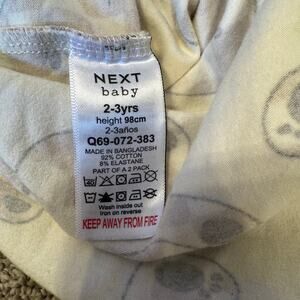 NEXT
baby
2-3yrs
height 98cm
2-3años
Q69-072-383
MADE IN BANGLADESH
92% COTTON
8% ELASTANE
PART OF A 2 PACK
Wash inside out
iron on reverse
KEEP AWAY FROM FIRE